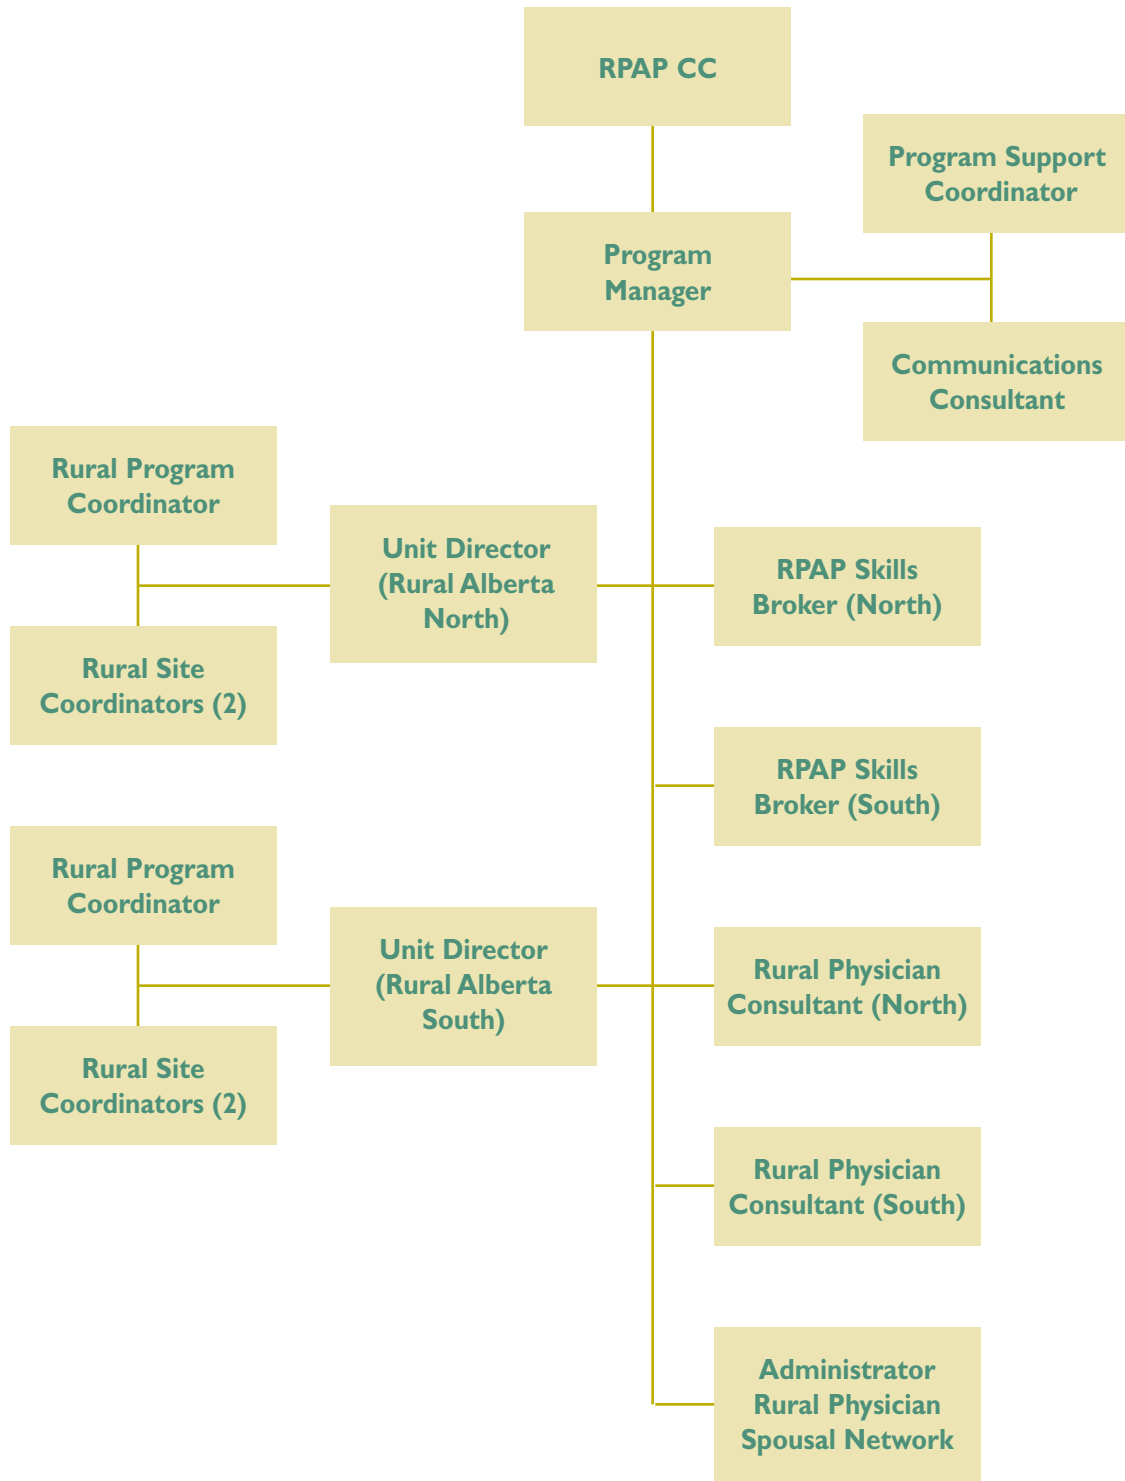 RPAP CC
Program Support
Coordinator
Program
Manager
Communications
Consultant
Rural Program
Coordinator
Unit Director
(Rural Alberta
North)
RPAP Skills
Broker (North)
Rural Site
Coordinators (2)
RPAP Skills
Broker (South)
Rural Program
Coordinator
Unit Director
(Rural Alberta
South)
Rural Physician
Consultant (North)
Rural Site
Coordinators (2)
Rural Physician
Consultant (South)
Administrator
Rural Physician
Spousal Network